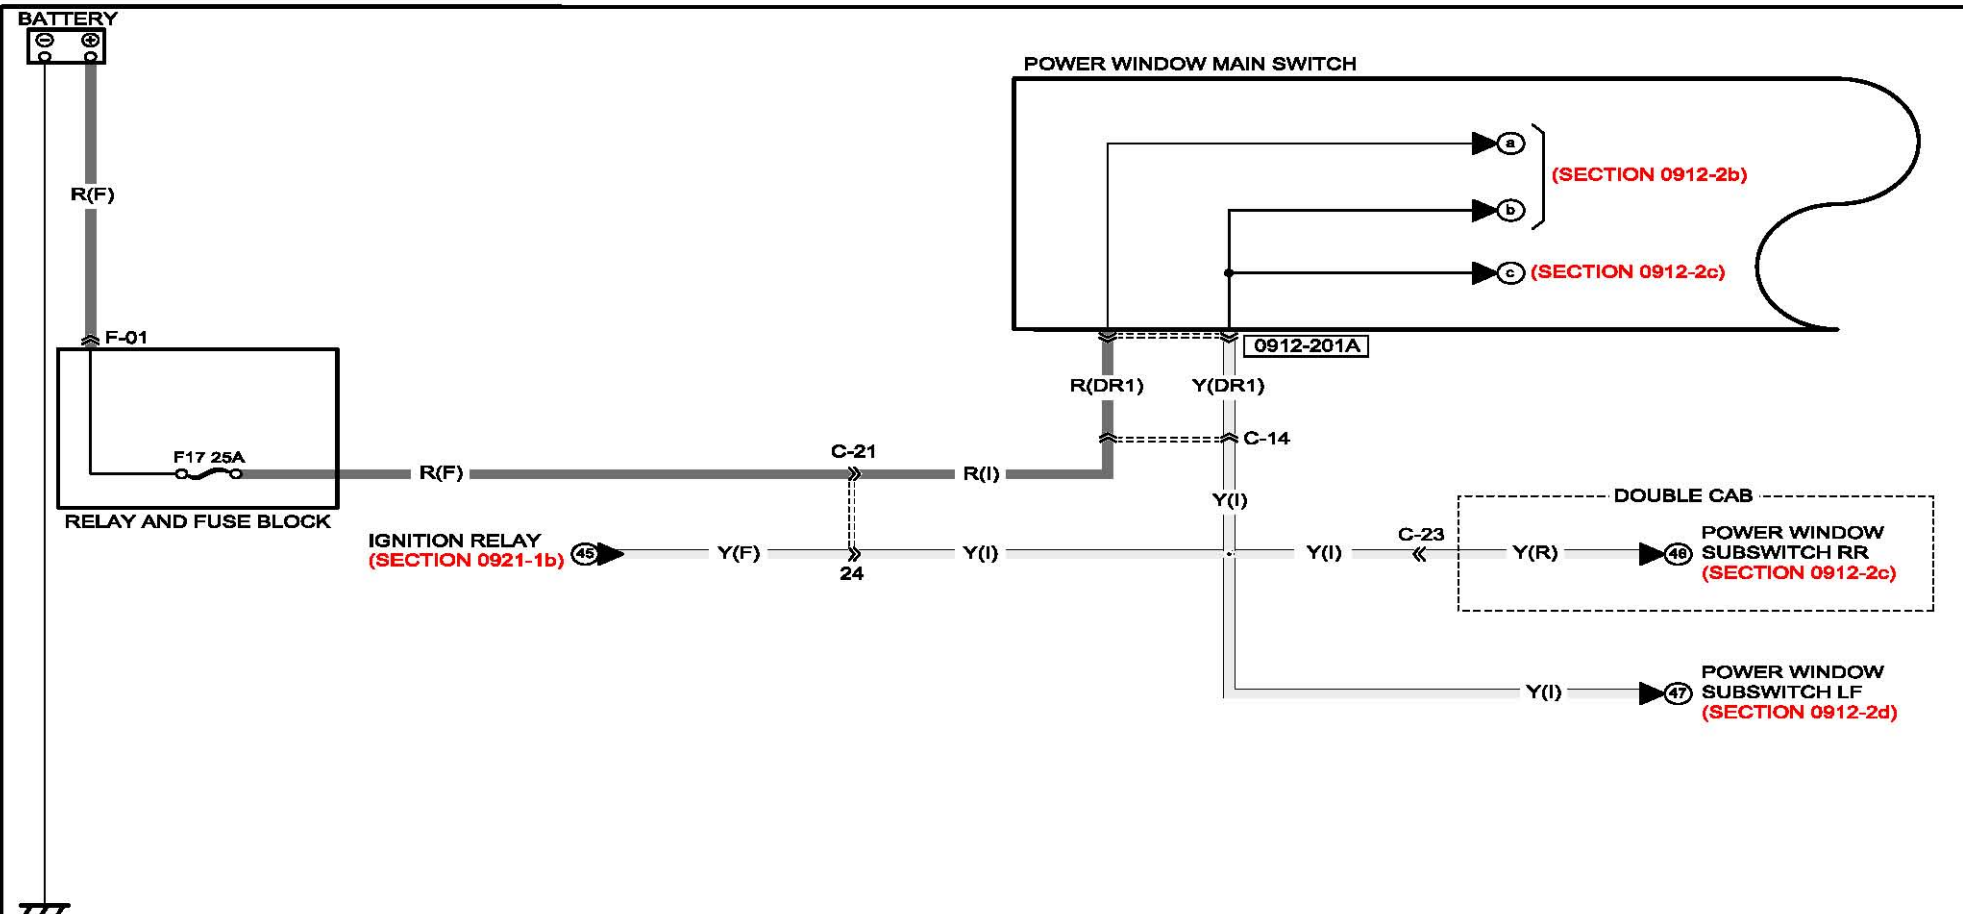 BATTERY
POWER WINDOW MAIN SWITCH
a
(SECTION 0912-2b)
R(F)
b
c (SECTION 0912-2c)
F-01
0912-201A
R(DR1) Y(DR1)
C-14
F17 25A
C-21
R(F)
R(I)
Y(I)
DOUBLE CAB
RELAY AND FUSE BLOCK
IGNITION RELAY
(SECTION 0921-1b)
45
Y(F)
24
Y(I)
Y(I)
C-23
Y(R)
POWER WINDOW
SUBSWITCH RR
(SECTION 0912-2c)
POWER WINDOW
Y(I)
47
SUBSWITCH LF
(SECTION 0912-2d)